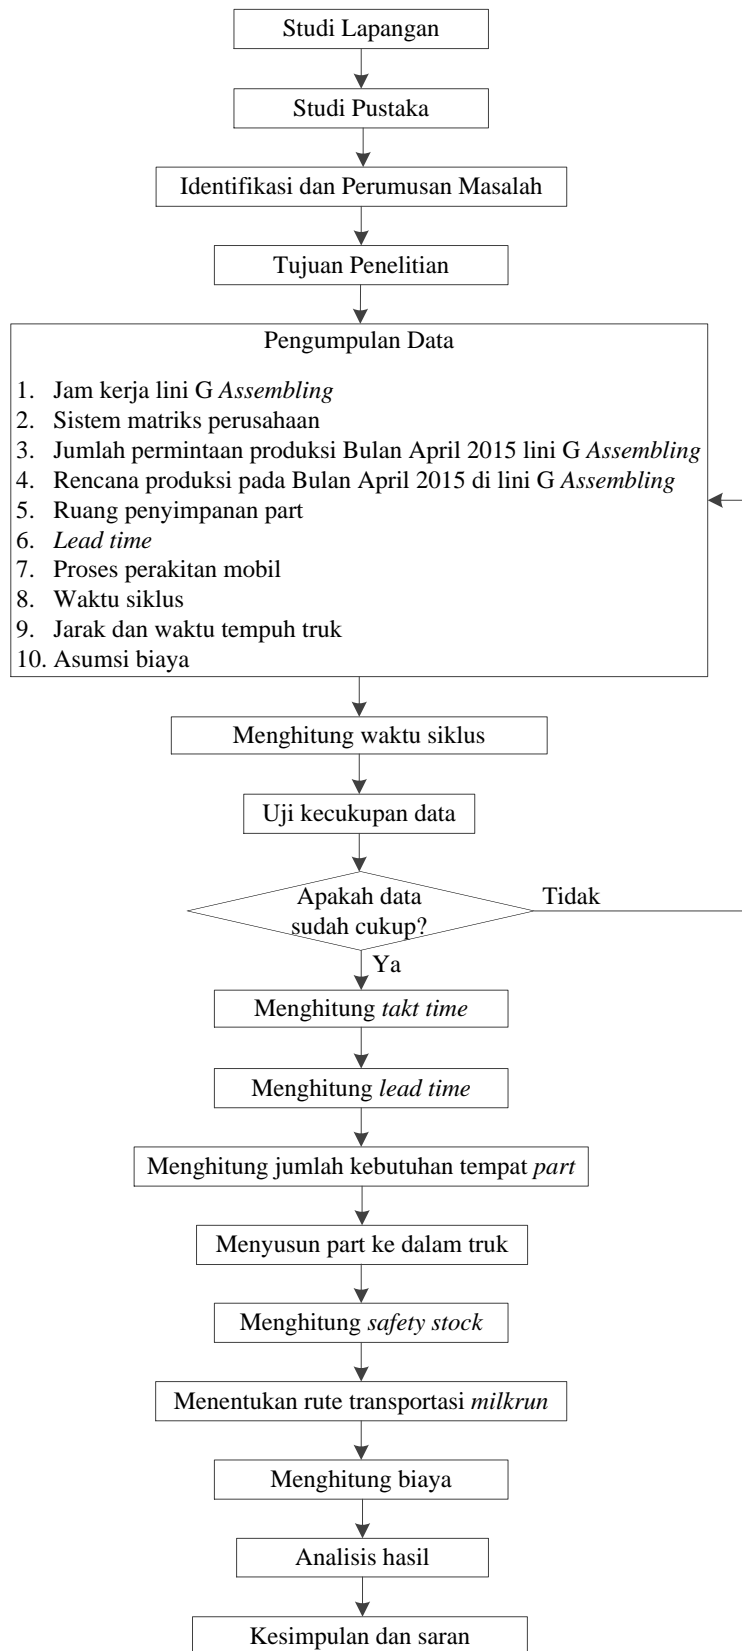 Studi Lapangan
Studi Pustaka
Identifikasi dan Perumusan Masalah
Tujuan Penelitian
Pengumpulan Data
1. Jam kerja lini G Assembling
2. Sistem matriks perusahaan
3. Jumlah permintaan produksi Bulan April 2015 lini G Assembling
4. Rencana produksi pada Bulan April 2015 di lini G Assembling
5. Ruang penyimpanan part
6. Lead time
7. Proses perakitan mobil
8. Waktu siklus
9. Jarak dan waktu tempuh truk
10. Asumsi biaya
Menghitung waktu siklus
Uji kecukupan data
Apakah data
sudah cukup?
Tidak
Ya
Menghitung takt time
Menghitung lead time
Menghitung jumlah kebutuhan tempat part
Menyusun part ke dalam truk
Menghitung safety stock
Menentukan rute transportasi milkrun
Menghitung biaya
Analisis hasil
Kesimpulan dan saran